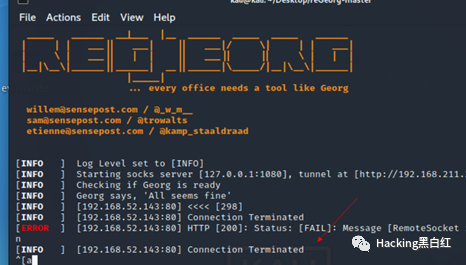 kali@kali: ~/Desktop/reGeorg-master
File Actions Edit View Help
... every office needs a tool like Georg
willem@sensepost.com / @_w_m__
sam@sensepost.com / @trowalts
etienne@sensepost.com / @kamp_staaldraad
[INFO ] Log Level set to [INFO]
[INFO ] Starting socks server [127.0.0.1:1080], tunnel at [http://192.168.211.
[INFO ] Checking if Georg is ready
[INFO ] Georg says, 'All seems fine'
[INFO ] [192.168.52.143:80] <<<< [298]
[INFO ] [192.168.52.143:80] Connection Terminated
[ERROR ] [192.168.52.143:80] HTTP [200]: Status: [FAIL]: Message [RemoteSocket
n
[INFO ] [192.168.52.143:80] Connection Terminated
^[a
Hacking黑白红